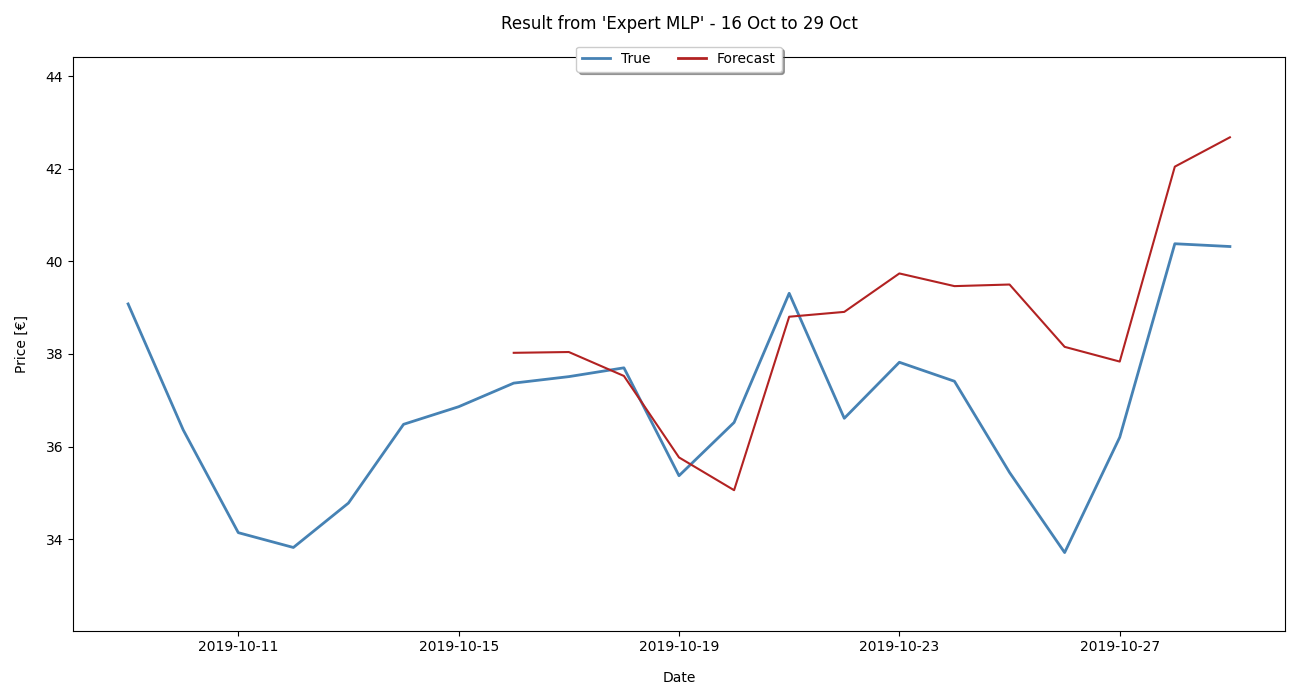 Result from 'Expert MLP' - 16 Oct to 29 Oct
True Forecast
44
42
40
38
36
34
Price [€]
2019-10-11 2019-10-15 2019-10-19 2019-10-23 2019-10-27
Date